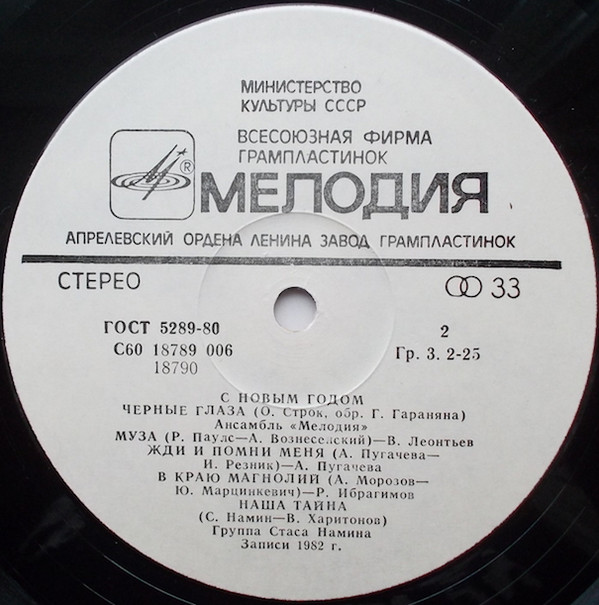 МИНИСТЕРСТВО
КУЛЬТУРЫ СССР
ВСЕСОЮЗНАЯ ФИРМА
ГРАМПЛАСТИНОК
®
МЕЛОДИЯ
АПРЕЛЕВСКИЙ ОРДЕНА ЛЕНИНА ЗАВОД ГРАМПЛАСТИНОК
СТЕРЕО
33
ГОСТ 5289-80
2
С60 18789 006
Гр. 3. 2-25
18790
С НОВЫМ ГОДОМ
ЧЕРНЫЕ ГЛАЗА (О. Строк, обр. Г. Гараняна)
Ансамбль «Мелодия»
МУЗА (Р. Паулс—А. Вознесенский)—В. Леонтьев
ЖДИ И ПОМНИ МЕНЯ (А. Пугачева—
И. Резник)—А. Пугачева
В КРАЮ МАГНОЛИЙ (А. Морозов—
Ю. Марцинкевич)—Р. Ибрагимов
НАША ТАЙНА
(С. Намин—В. Харитонов)
Группа Стаса Намина
Записи 1982 г.